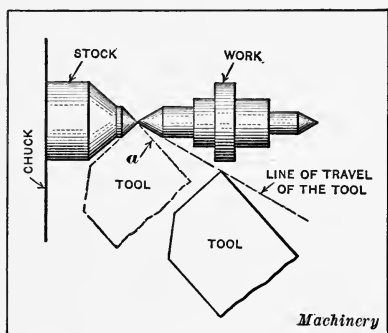 STOCK
WORK
CHUCK
a
TOOL
LINE OF TRAVEL
OF THE TOOL
TOOL
Machinery